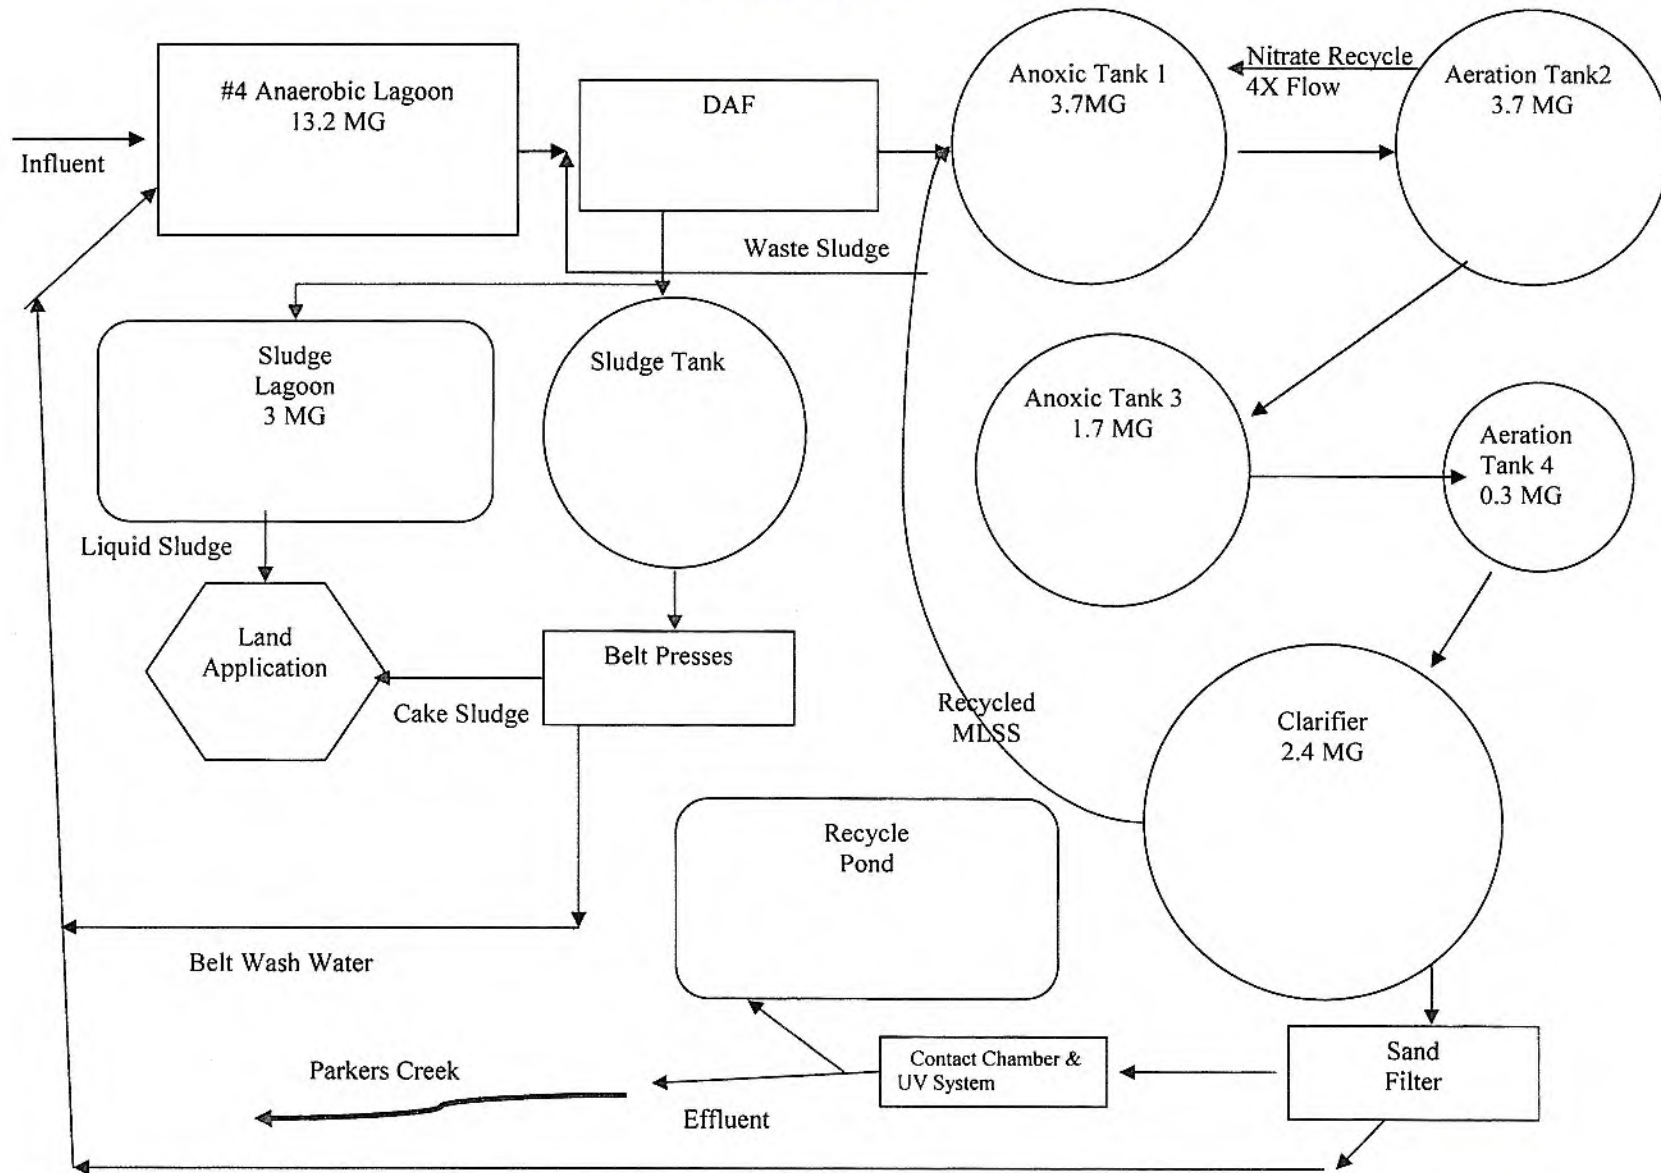 #4 Anaerobic Lagoon
13.2 MG
Influent
DAF
Anoxic Tank 1
3.7MG
Nitrate Recycle
4X Flow
Aeration Tank2
3.7 MG
Waste Sludge
Sludge
Lagoon
3 MG
Sludge Tank
Anoxic Tank 3
1.7 MG
Aeration
Tank 4
0.3 MG
Liquid Sludge
Land
Application
Cake Sludge
Belt Presses
Recycled
MLSS
Clarifier
2.4 MG
Recycle
Pond
Belt Wash Water
Parkers Creek
Effluent
Contact Chamber &
UV System
Sand
Filter